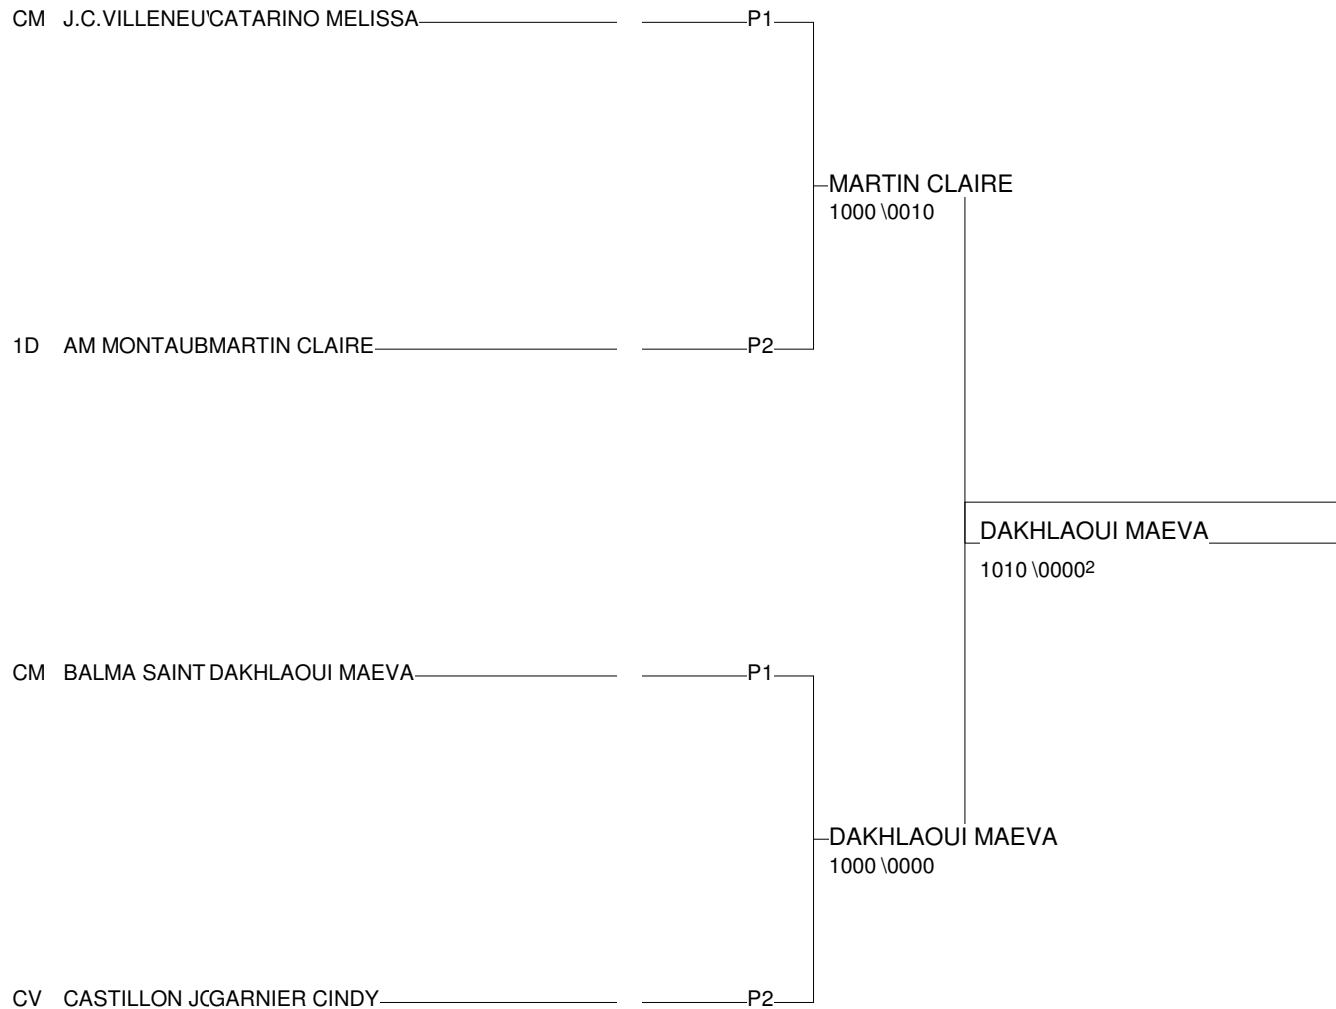 CM J.C.VILLENEU'CATARINO MELISSA P1
MARTIN CLAIRE
1000 \0010
1D AM MONTAUBMARTIN CLAIRE P2
DAKHLAOUI MAEVA
1010 \0000²
CM BALMA SAINT DAKHLAOUI MAEVA P1
DAKHLAOUI MAEVA
1000 \0000
CV CASTILLON JCGARNIER CINDY P2